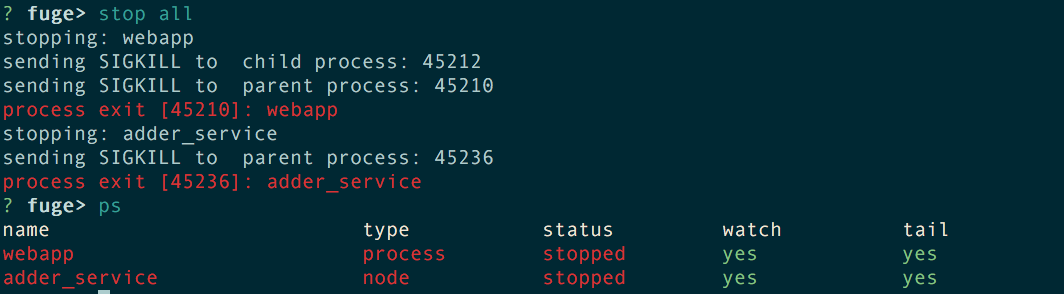 ? fuge> stop all
stopping: webapp
sending SIGKILL to  child process: 45212
sending SIGKILL to  parent process: 45210
process exit [45210]: webapp
stopping: adder_service
sending SIGKILL to  parent process: 45236
process exit [45236]: adder_service
? fuge> ps
name type status watch tail
webapp process stopped yes yes
adder_service node stopped yes yes